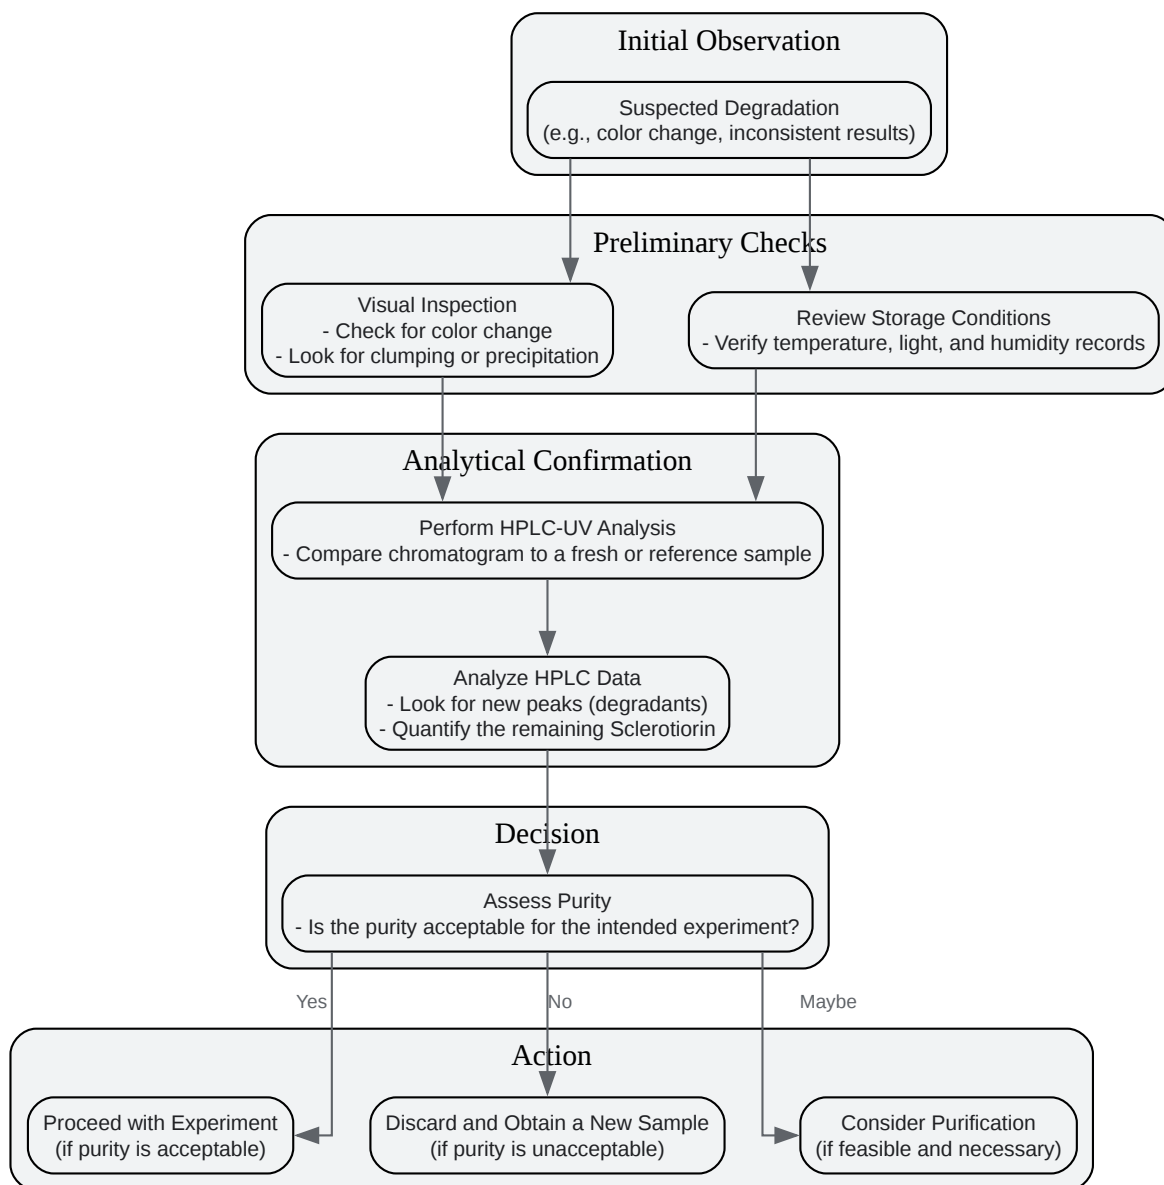 Initial Observation
Suspected Degradation
(e.g., color change, inconsistent results)
Preliminary Checks
Visual Inspection
- Check for color change
- Look for clumping or precipitation
Review Storage Conditions
- Verify temperature, light, and humidity records
Analytical Confirmation
Perform HPLC-UV Analysis
- Compare chromatogram to a fresh or reference sample
Analyze HPLC Data
- Look for new peaks (degradants)
- Quantify the remaining Sclerotiorin
Decision
Assess Purity
- Is the purity acceptable for the intended experiment?
Yes
No
Maybe
Action
Proceed with Experiment
(if purity is acceptable)
Discard and Obtain a New Sample
(if purity is unacceptable)
Consider Purification
(if feasible and necessary)